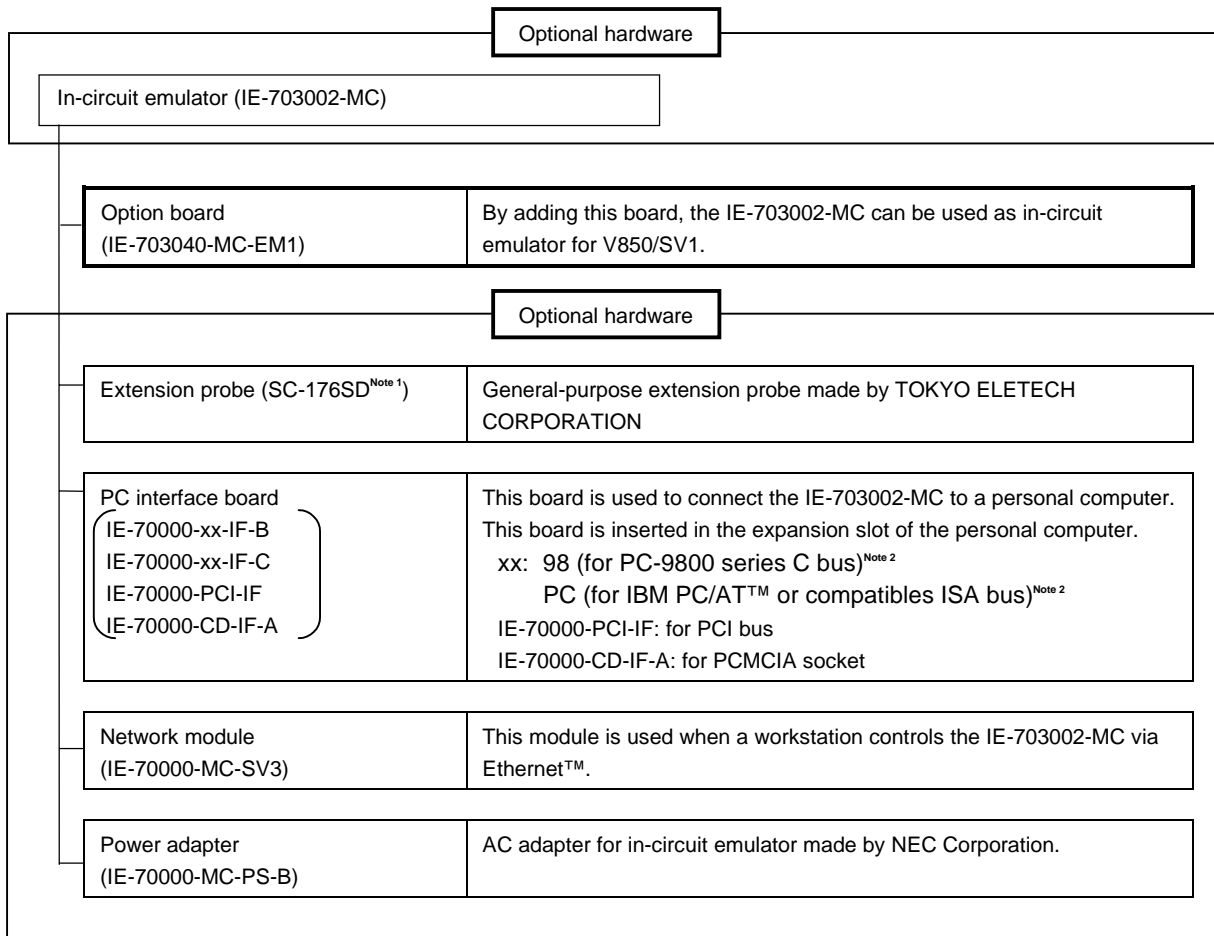 Optional hardware
In-circuit emulator (IE-703002-MC)
Option board
(IE-703040-MC-EM1)
By adding this board, the IE-703002-MC can be used as in-circuit
emulator for V850/SV1.
Optional hardware
Extension probe (SC-176SDNote 1)
General-purpose extension probe made by TOKYO ELETECH
CORPORATION
PC interface board
IE-70000-xx-IF-B
IE-70000-xx-IF-C
IE-70000-PCI-IF
IE-70000-CD-IF-A
This board is used to connect the IE-703002-MC to a personal computer.
This board is inserted in the expansion slot of the personal computer.
xx: 98 (for PC-9800 series C bus)Note 2
PC (for IBM PC/AT™ or compatibles ISA bus)Note 2
IE-70000-PCI-IF: for PCI bus
IE-70000-CD-IF-A: for PCMCIA socket
Network module
(IE-70000-MC-SV3)
This module is used when a workstation controls the IE-703002-MC via
Ethernet™.
Power adapter
(IE-70000-MC-PS-B)
AC adapter for in-circuit emulator made by NEC Corporation.